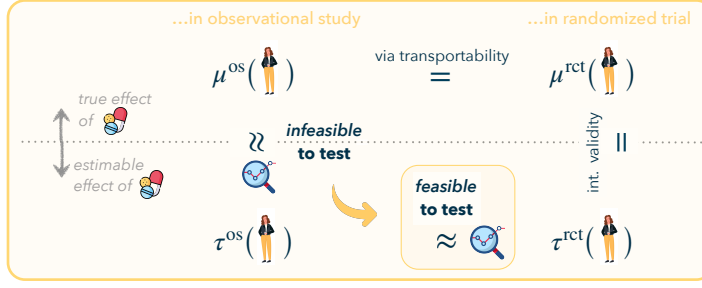 ...in observational study
...in randomized trial
μ^os( )
via transportability
=
μ^rct( )
true effect
of
≈
infeasible
to test
int. validity
=
estimable
effect of
feasible
to test
≈
τ^os( )
τ^rct( )